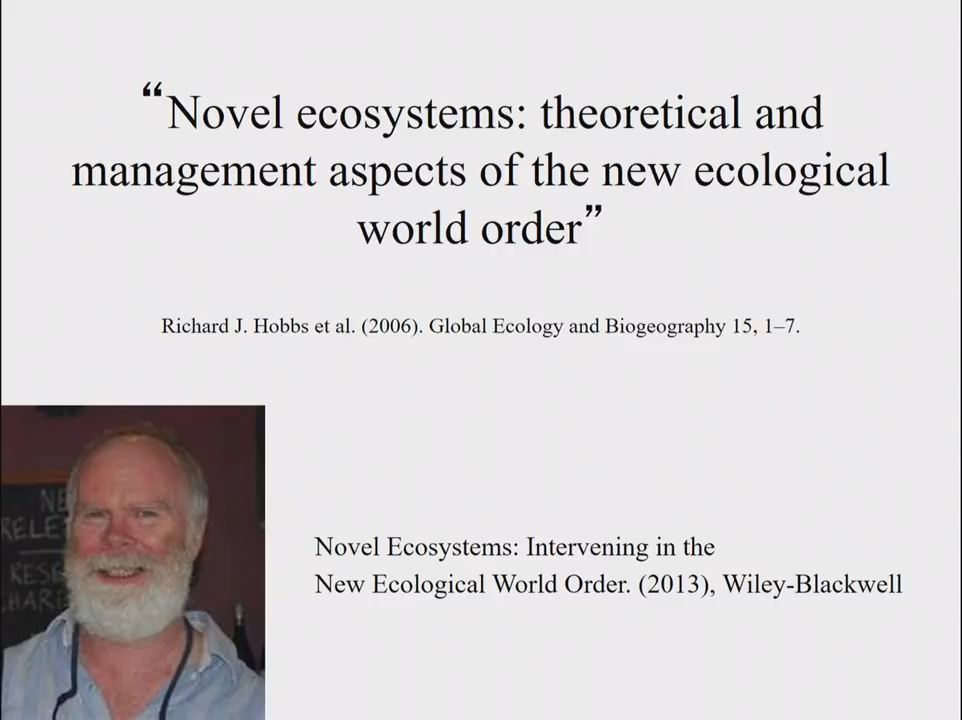 “Novel ecosystems: theoretical and
management aspects of the new ecological
world order”
Richard J. Hobbs et al. (2006). Global Ecology and Biogeography 15, 1–7.
Novel Ecosystems: Intervening in the
New Ecological World Order. (2013), Wiley-Blackwell